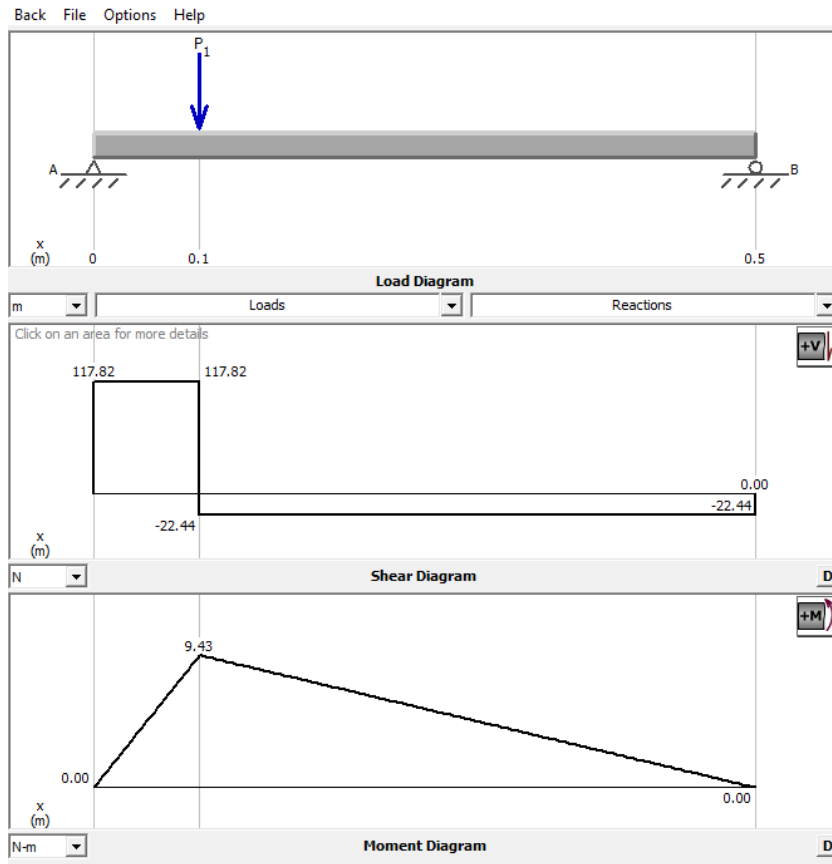 Back File Options Help
P1
A B
x
(m) 0 0.1 0.5
Load Diagram
m Loads Reactions
Click on an area for more details
+V
117.82 117.82
0.00
-22.44
-22.44
x
(m)
N Shear Diagram D
+M
9.43
0.00
0.00
x
(m)
N-m Moment Diagram D